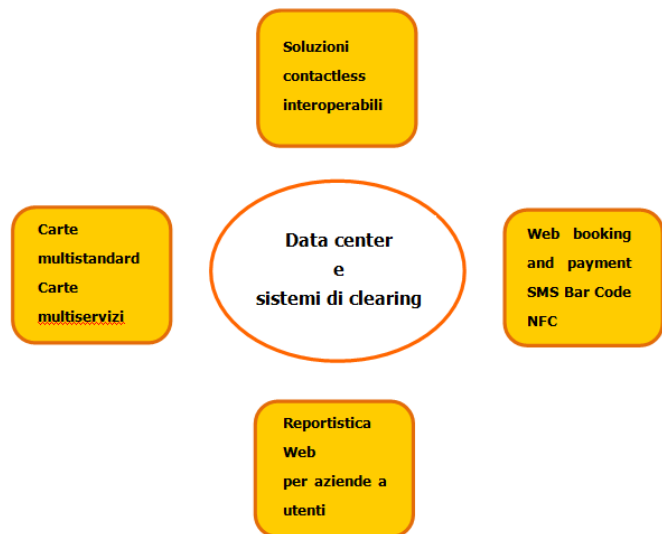 Soluzioni
contactless
interoperabili
Carte
multistandard
Carte
multiservizi
Data center
e
sistemi di clearing
Web booking
and payment
SMS Bar Code
NFC
Reportistica
Web
per aziende a
utenti